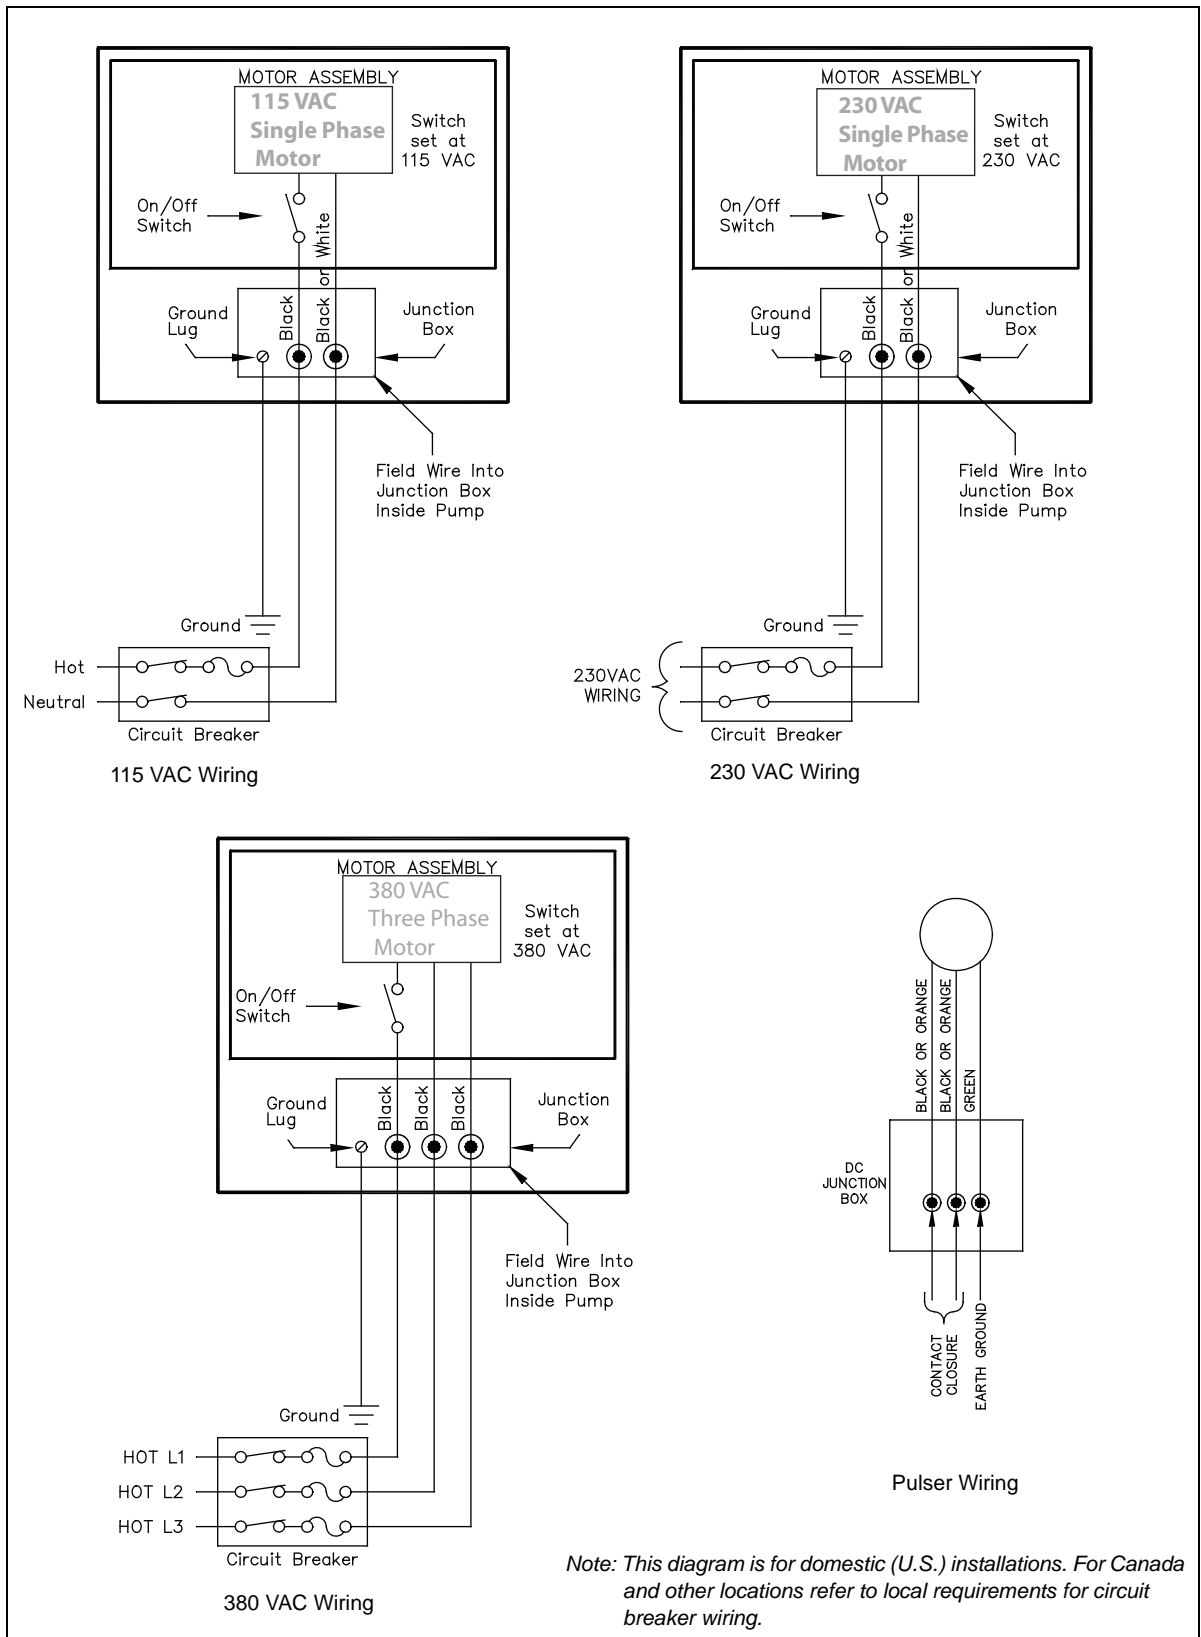 MOTOR ASSEMBLY
115 VAC
Single Phase
Motor
Switch
set at
115 VAC
On/Off
Switch
Black
Black or White
Ground
Lug
Junction
Box
Field Wire Into
Junction Box
Inside Pump
Ground
Hot
Neutral
Circuit Breaker
115 VAC Wiring
MOTOR ASSEMBLY
230 VAC
Single Phase
Motor
Switch
set at
230 VAC
On/Off
Switch
Black
Black or White
Ground
Lug
Junction
Box
Field Wire Into
Junction Box
Inside Pump
Ground
230VAC
WIRING
Circuit Breaker
230 VAC Wiring
MOTOR ASSEMBLY
380 VAC
Three Phase
Motor
Switch
set at
380 VAC
On/Off
Switch
Black
Black
Black
Ground
Lug
Junction
Box
Field Wire Into
Junction Box
Inside Pump
Ground
HOT L1
HOT L2
HOT L3
Circuit Breaker
380 VAC Wiring
BLACK OR ORANGE
BLACK OR ORANGE
GREEN
DC
JUNCTION
BOX
CONTACT
CLOSURE
EARTH GROUND
Pulser Wiring
Note: This diagram is for domestic (U.S.) installations. For Canada
and other locations refer to local requirements for circuit
breaker wiring.